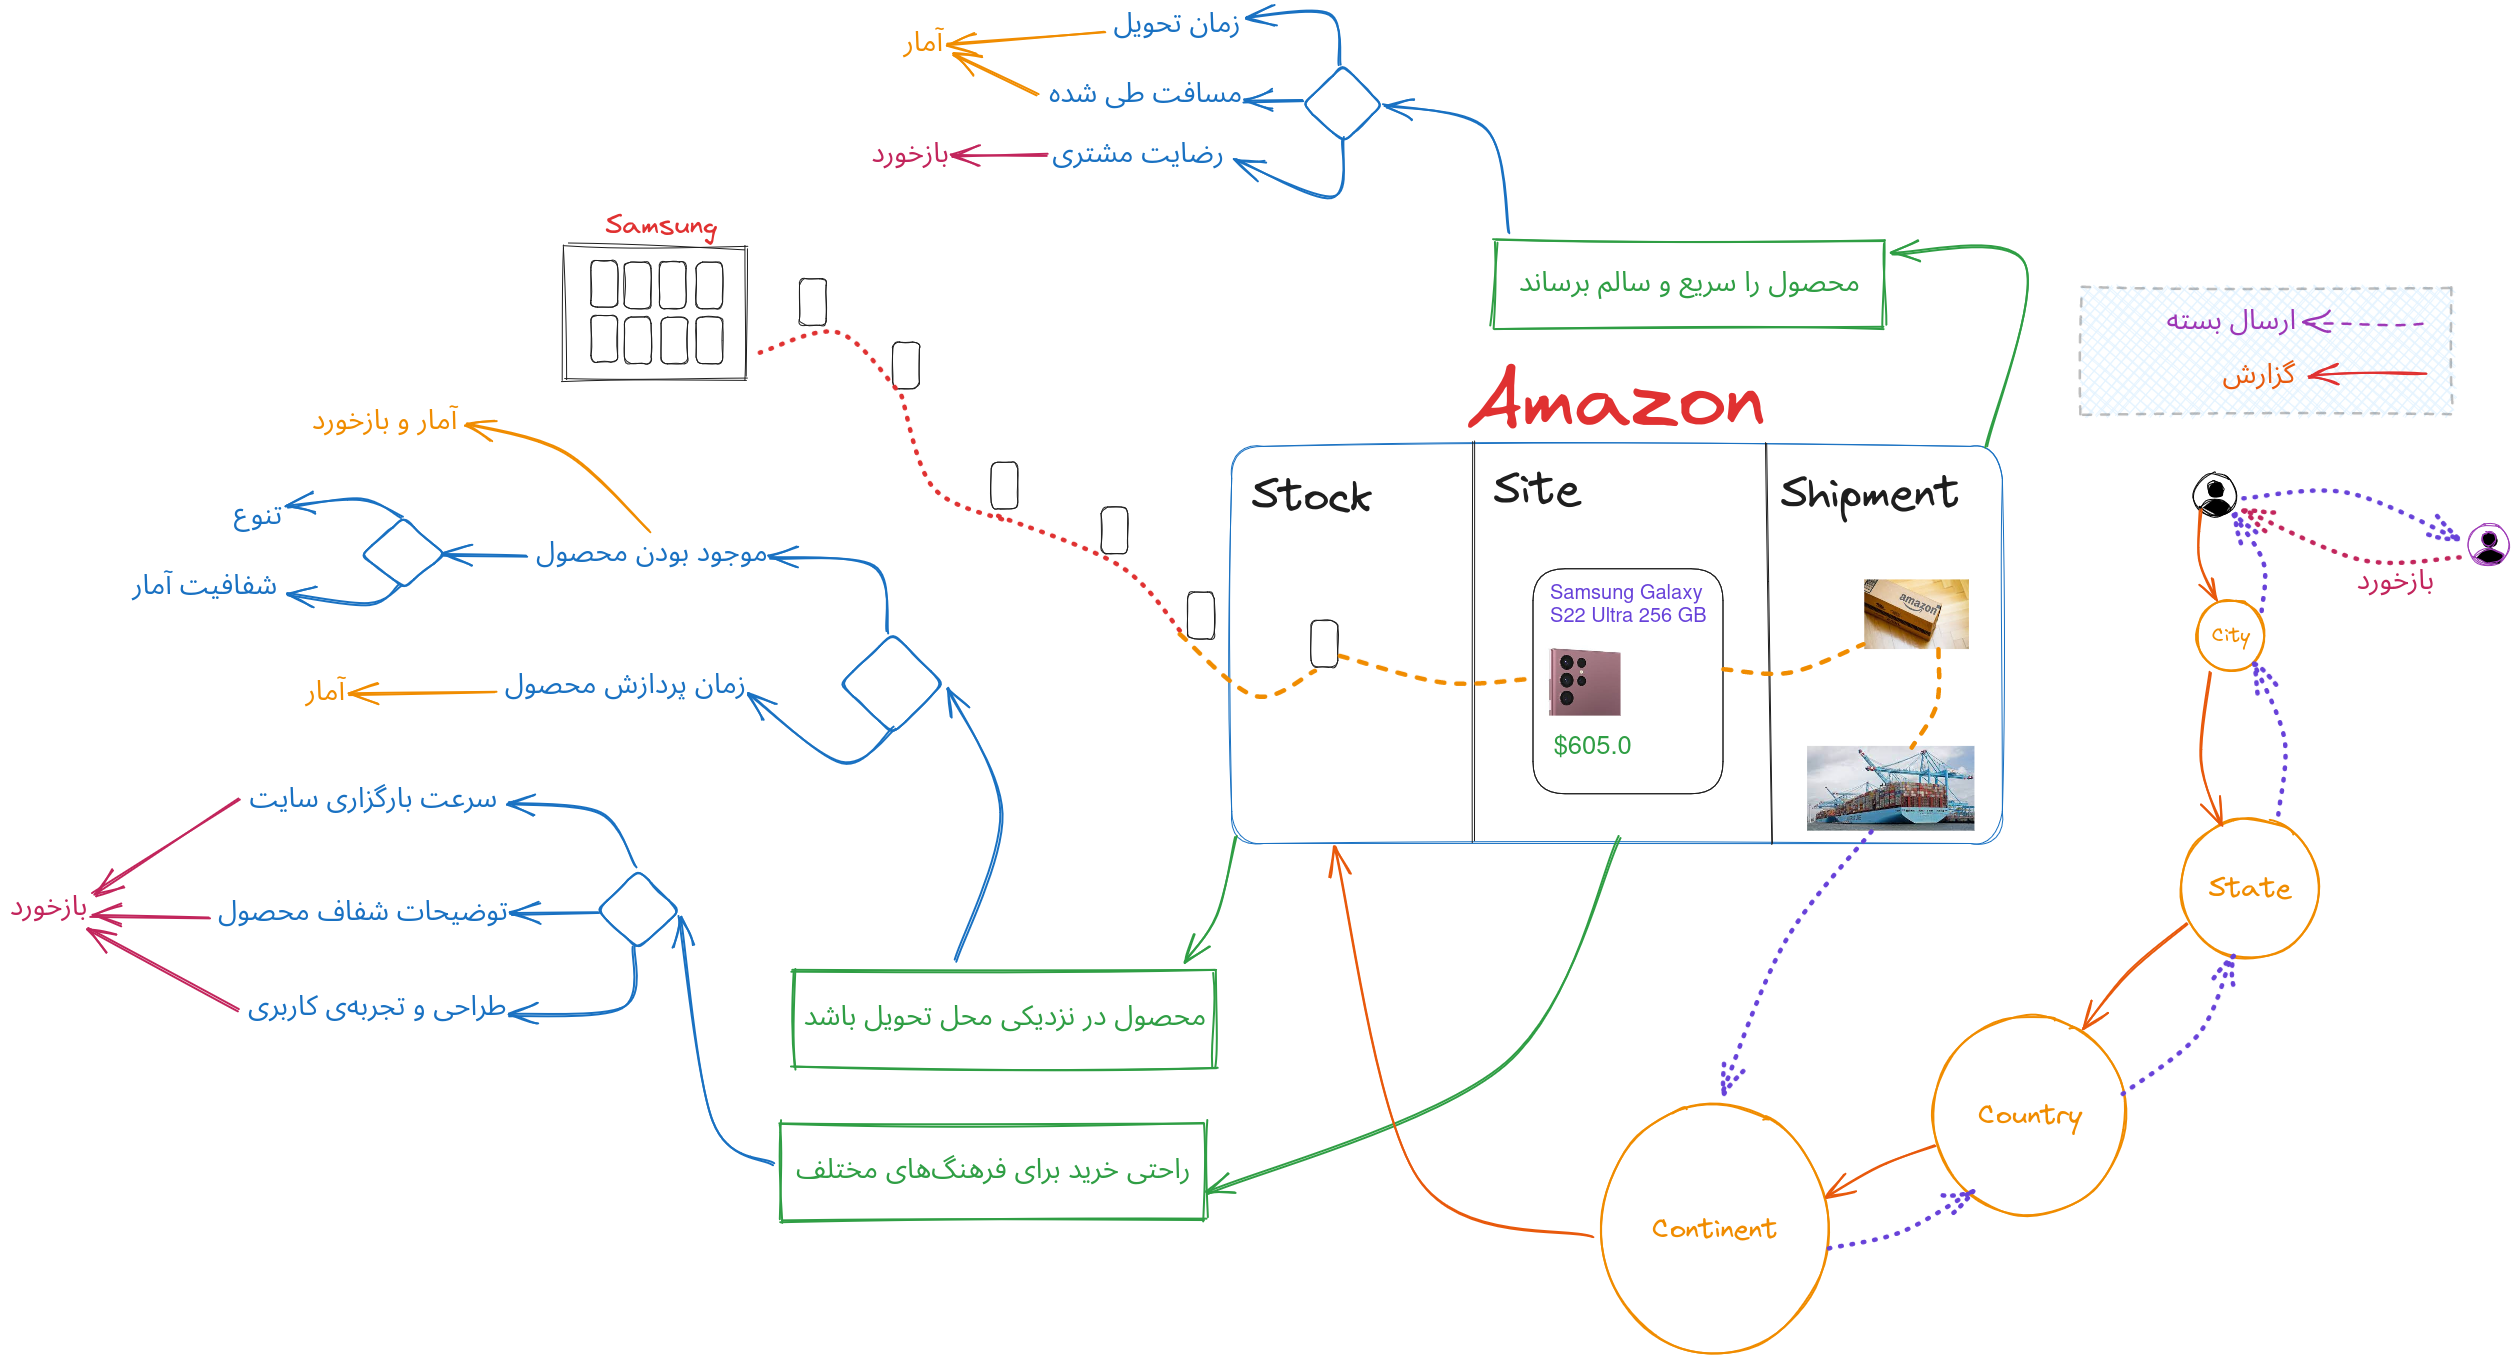 زمان تحویل
آمار
مسافت طی شده
رضایت مشتری
بازخورد
Samsung
محصول را سریع و سالم برساند
ارسال بسته
گزارش
Amazon
Stock
Site
Shipment
Samsung Galaxy
S22 Ultra 256 GB
$605.0
amazon
آمار و بازخورد
تنوع
موجود بودن محصول
شفافیت آمار
زمان پردازش محصول
آمار
سرعت بارگزاری سایت
توضیحات شفاف محصول
بازخورد
طراحی و تجربه‌ی کاربری
محصول در نزدیکی محل تحویل باشد
راحتی خرید برای فرهنگ‌های مختلف
بازخورد
City
State
Country
Continent